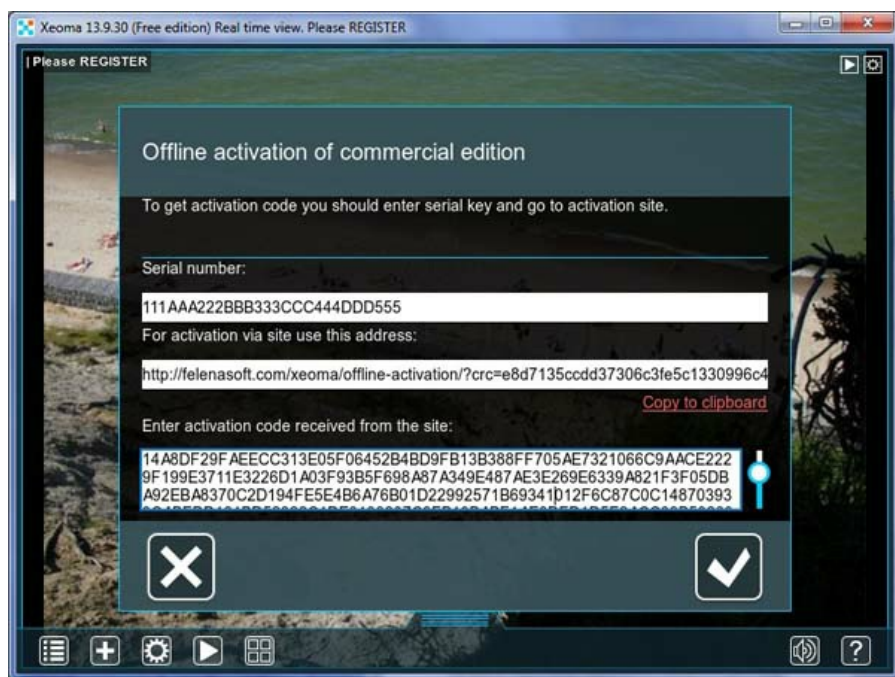 Xeoma 13.9.30 (Free edition) Real time view. Please REGISTER
| Please REGISTER
Offline activation of commercial edition
To get activation code you should enter serial key and go to activation site.
Serial number:
111AAA222BBB333CCC444DDD555
For activation via site use this address:
http://felenasoft.com/xeoma/offline-activation/?crc=e8d7135ccdd37306c3fe5c1330996c4
Copy to clipboard
Enter activation code received from the site:
14A8DF29FAEECC313E05F06452B4BD9FB13B388FF705AE7321066C9AACE222
9F199E3711E3226D1A03F93B5F698A87A349E487AE3E269E6339A821F3F05DB
A92EBA8370C2D194FE5E4B6A76B01D22992571B69341D12F6C87C0C14870393
?